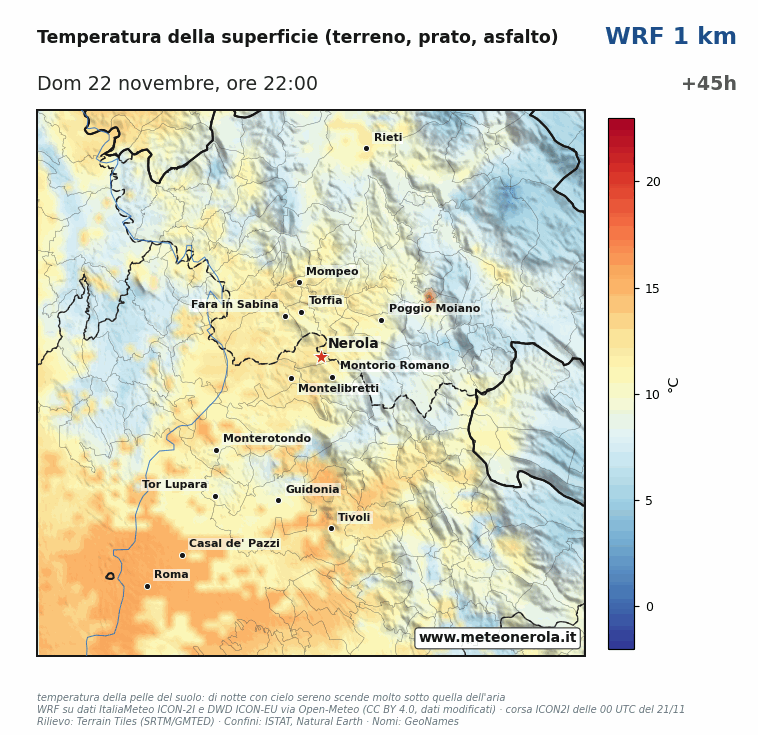 Temperatura della superficie (terreno, prato, asfalto)
WRF 1 km
Dom 22 novembre, ore 22:00
+45h
Rieti
Mompeo
Fara in Sabina
Toffia
Poggio Moiano
Nerola
Montorio Romano
Montelibretti
Monterotondo
Tor Lupara
Guidonia
Tivoli
Casal de' Pazzi
Roma
www.meteonerola.it
20
15
10
5
0
°C
temperatura della pelle del suolo: di notte con cielo sereno scende molto sotto quella dell'aria
WRF su dati ItaliaMeteo ICON-2I e DWD ICON-EU via Open-Meteo (CC BY 4.0, dati modificati) · corsa ICON2I delle 00 UTC del 21/11
Rilievo: Terrain Tiles (SRTM/GMTED) · Confini: ISTAT, Natural Earth · Nomi: GeoNames